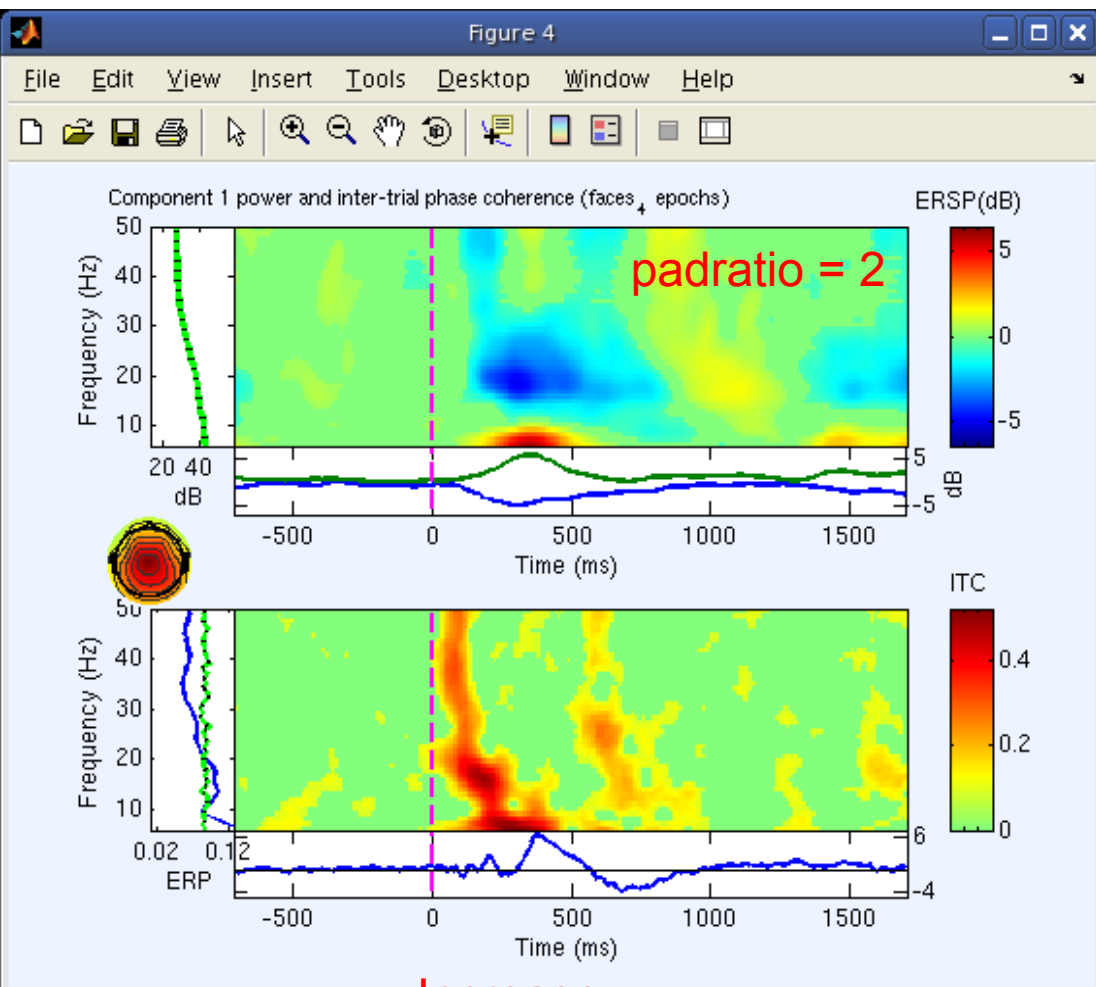 Figure 4
File Edit View Insert Tools Desktop Window Help
Component 1 power and inter-trial phase coherence (faces4 epochs)
ERSP(dB)
padratio = 2
Frequency (Hz)
50
40
30
20
10
5
0
-5
20 40
dB
5
-5
dB
-500 0 500 1000 1500
Time (ms)
ITC
Frequency (Hz)
50
40
30
20
10
0.4
0.2
0
0.02 0.12
ERP
6
-4
-500 0 500 1000 1500
Time (ms)